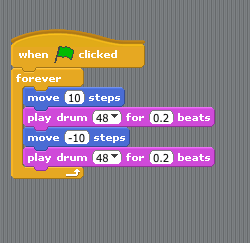 when clicked
forever
move 10 steps
play drum 48 for 0.2 beats
move -10 steps
play drum 48 for 0.2 beats